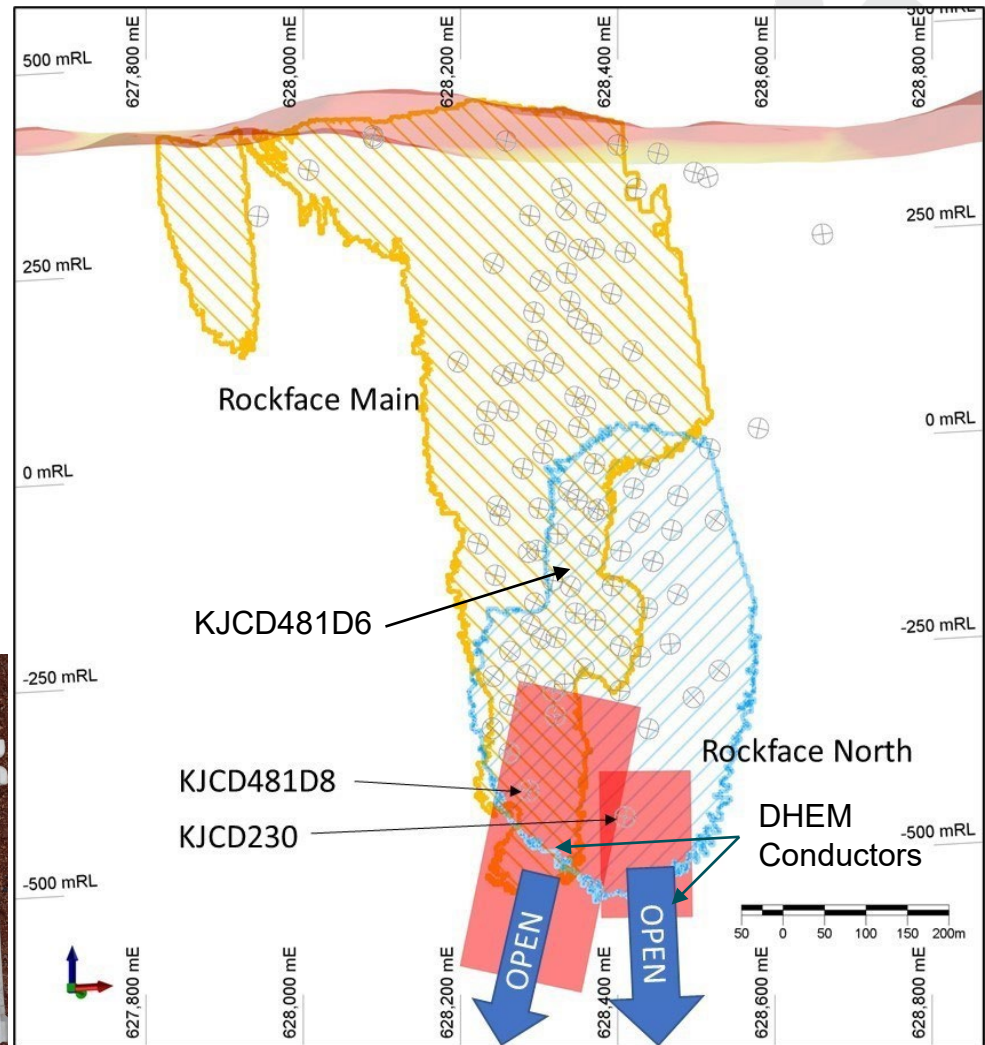 627,800 mE
628,000 mE
628,200 mE
628,400 mE
628,600 mE
628,800 mE
500 mRL
500 mRL
250 mRL
250 mRL
Rockface Main
0 mRL
0 mRL
KJCD481D6
-250 mRL
-250 mRL
Rockface North
KJCD481D8
KJCD230
DHEM
Conductors
-500 mRL
-500 mRL
OPEN
OPEN
50 0 50 100 150 200m
627,800 mE
628,000 mE
628,200 mE
628,400 mE
628,600 mE
628,800 mE